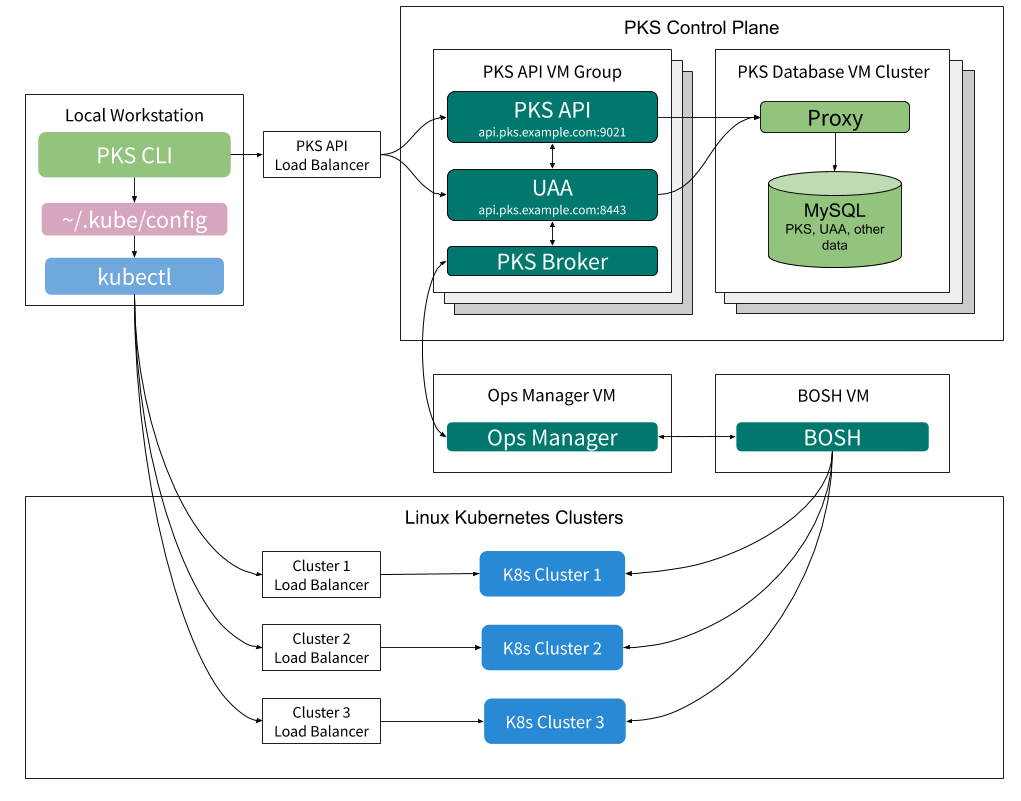 PKS Control Plane
Local Workstation
PKS CLI
~/.kube/config
kubectl
PKS API
Load Balancer
PKS API VM Group
PKS API
api.pks.example.com:9021
UAA
api.pks.example.com:8443
PKS Broker
PKS Database VM Cluster
Proxy
MySQL
PKS, UAA, other
data
Ops Manager VM
Ops Manager
BOSH VM
BOSH
Linux Kubernetes Clusters
Cluster 1
Load Balancer
K8s Cluster 1
Cluster 2
Load Balancer
K8s Cluster 2
Cluster 3
Load Balancer
K8s Cluster 3